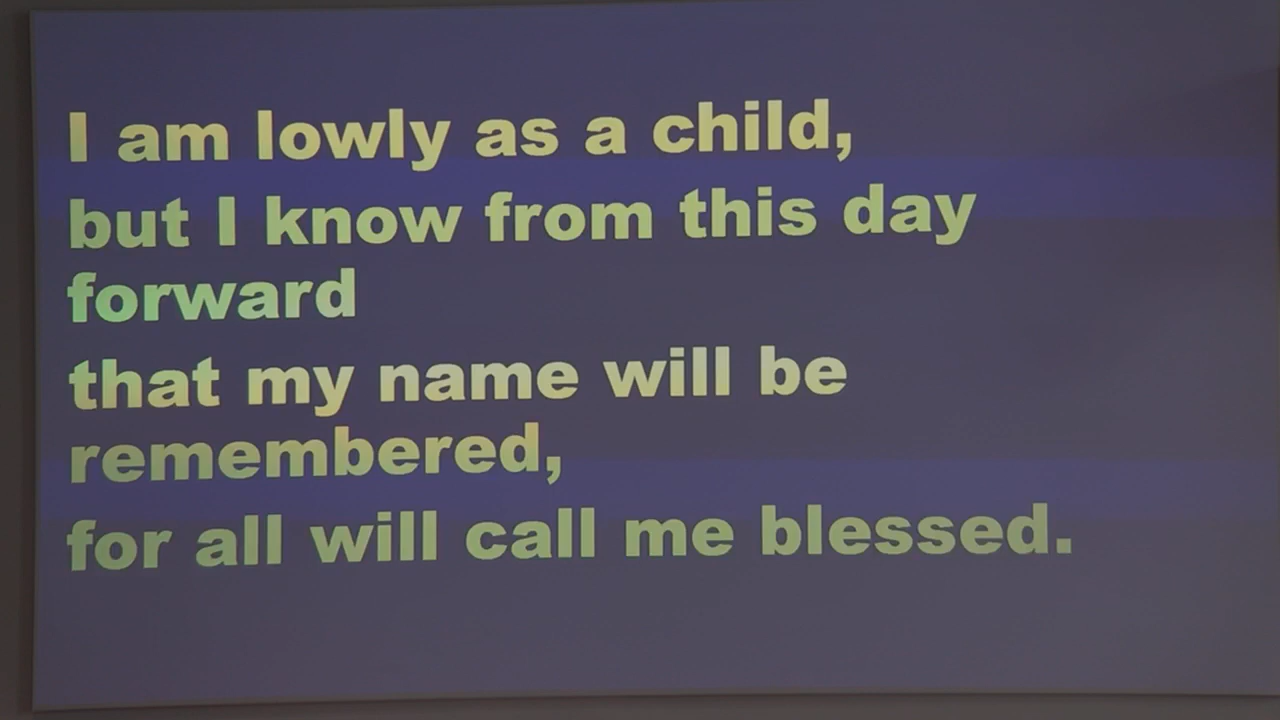 I am lowly as a child,
but I know from this day
forward
that my name will be
remembered,
for all will call me blessed.